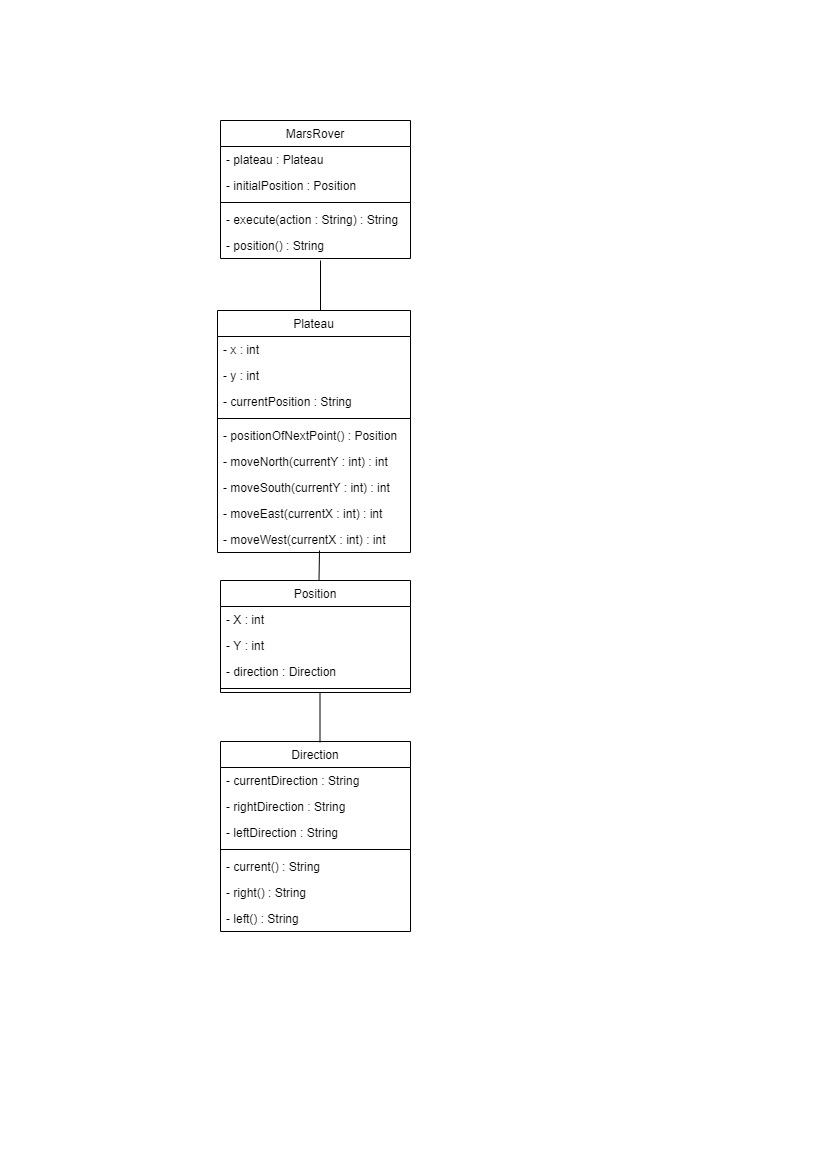 MarsRover
- plateau : Plateau
- initialPosition : Position
- execute(action : String) : String
- position() : String
Plateau
- x : int
- y : int
- currentPosition : String
- positionOfNextPoint() : Position
- moveNorth(currentY : int) : int
- moveSouth(currentY : int) : int
- moveEast(currentX : int) : int
- moveWest(currentX : int) : int
Position
- X : int
- Y : int
- direction : Direction
Direction
- currentDirection : String
- rightDirection : String
- leftDirection : String
- current() : String
- right() : String
- left() : String